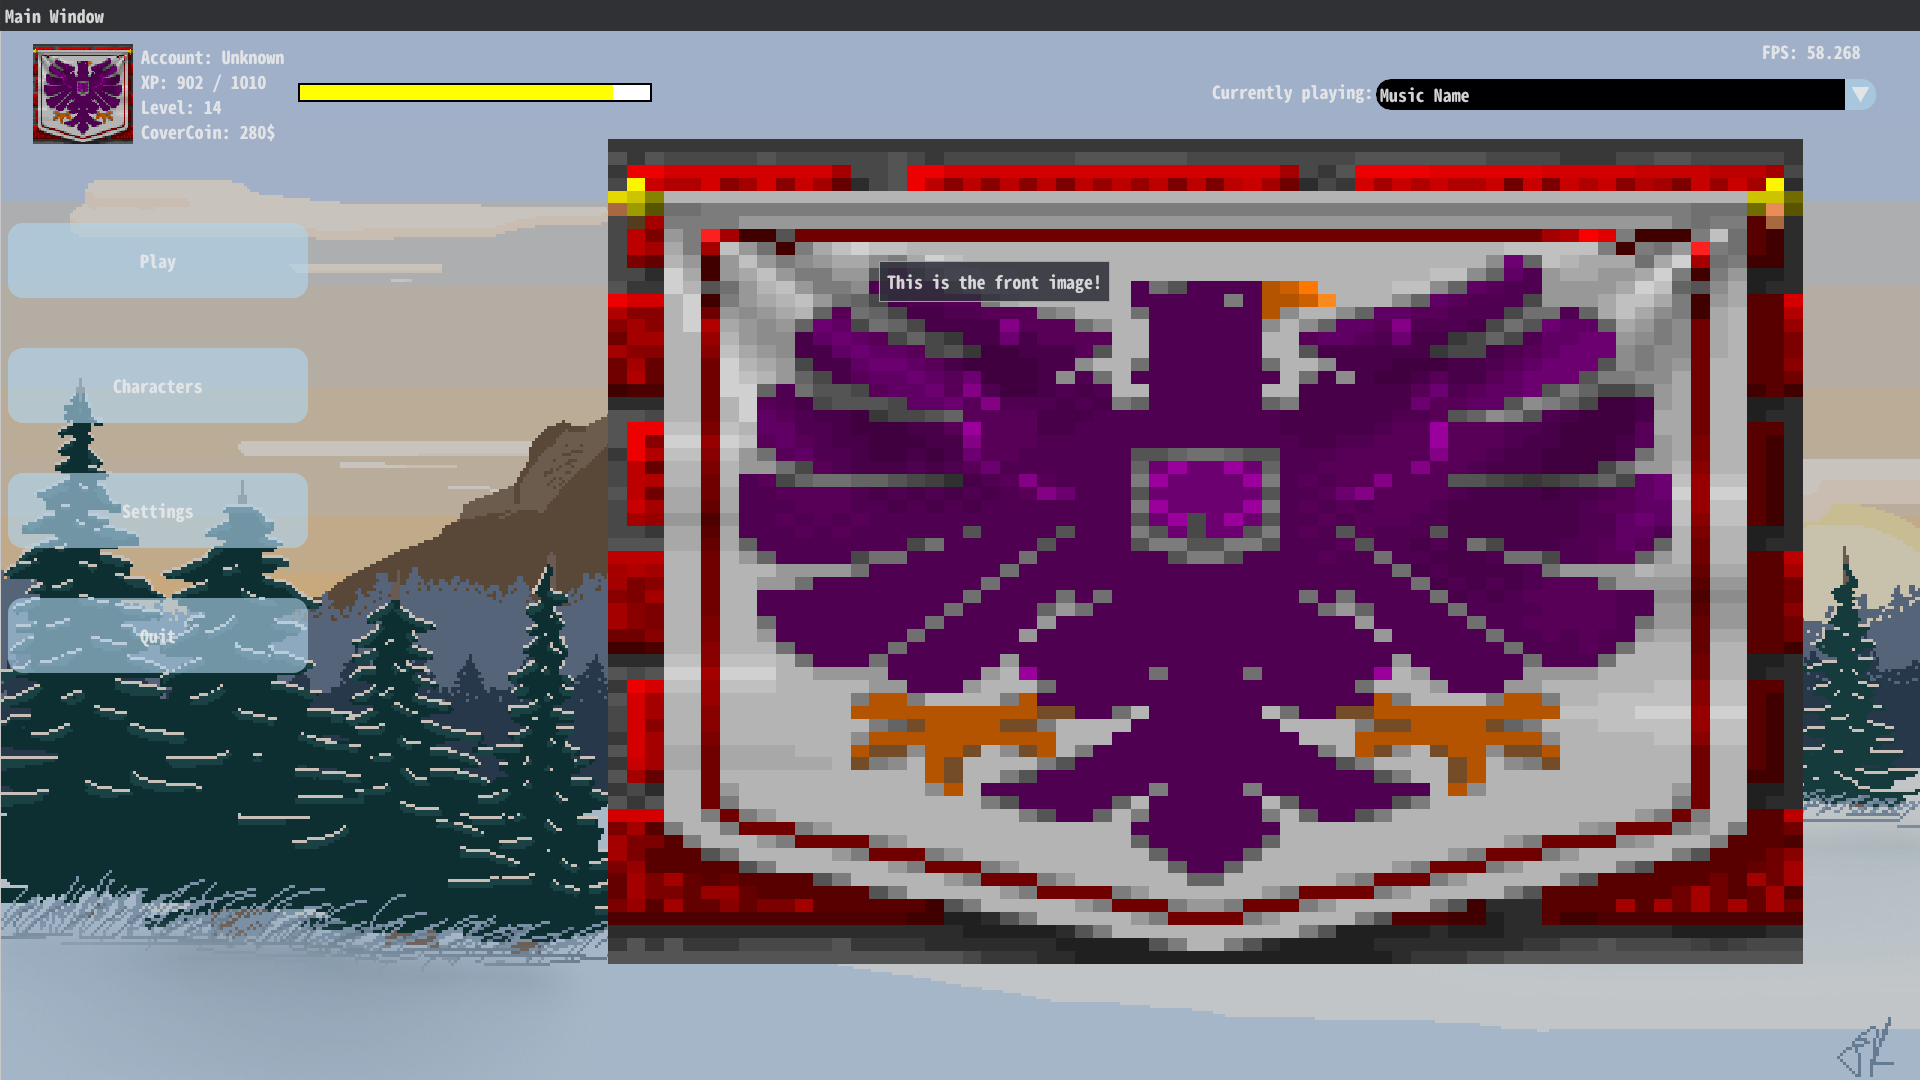 Main Window
Account: Unknown
XP: 902 / 1010
Level: 14
CoverCoin: 280$
FPS: 58.268
Currently playing: Music Name
Play
Characters
Settings
Quit
This is the front image!